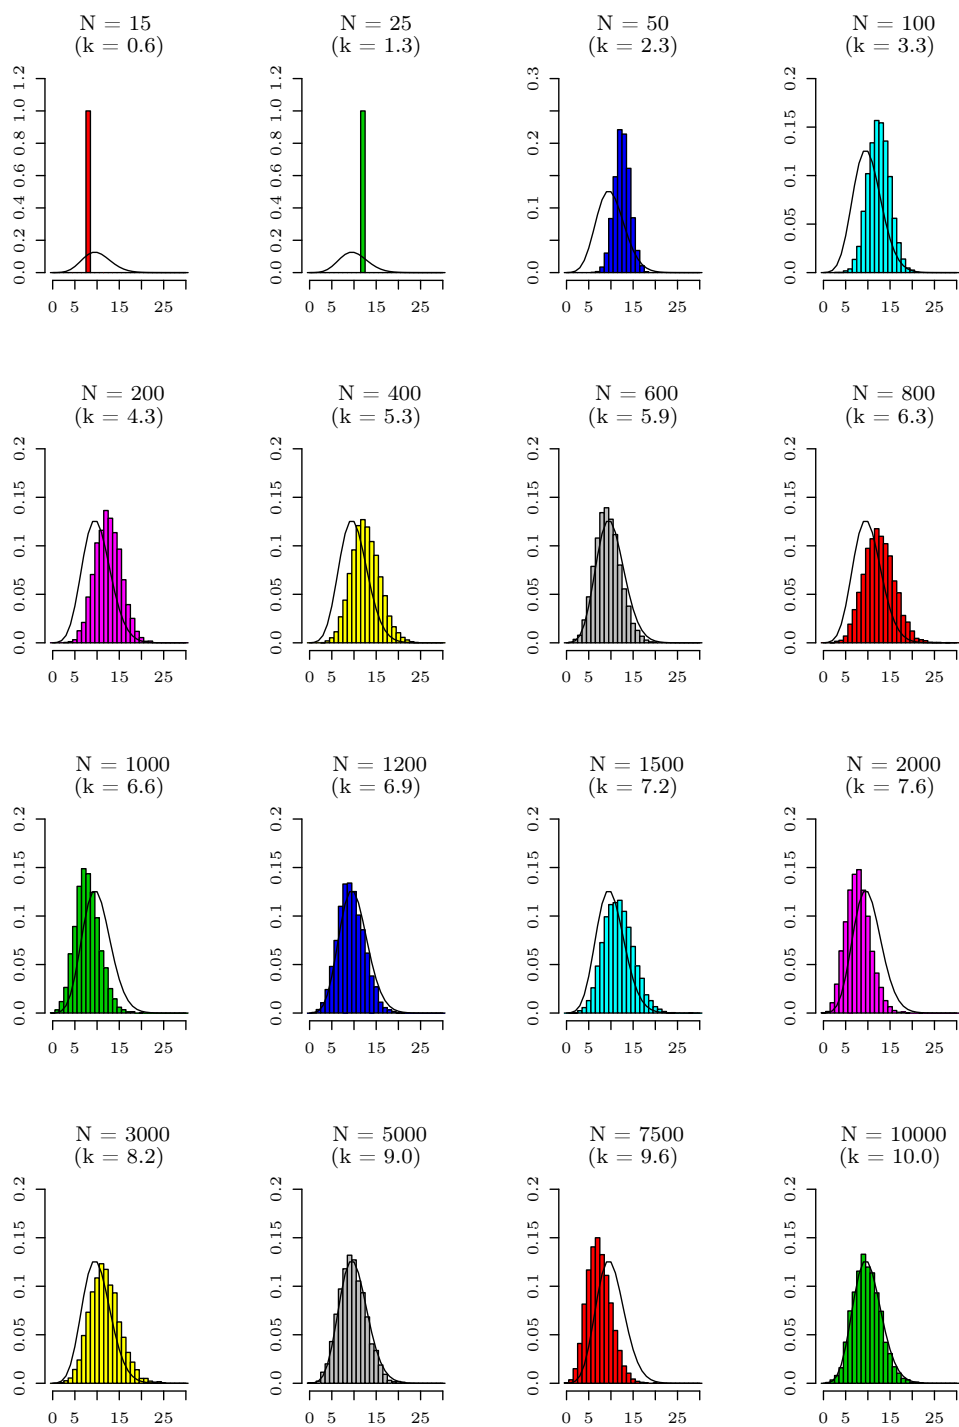 N = 15
(k = 0.6)
N = 25
(k = 1.3)
N = 50
(k = 2.3)
N = 100
(k = 3.3)
0.0 0.2 0.4 0.6 0.8 1.0 1.2
0 5 15 25
0.0 0.2 0.4 0.6 0.8 1.0 1.2
0 5 15 25
0.0 0.1 0.2 0.3
0 5 15 25
0.0 0.05 0.1 0.15 0.2
0 5 15 25
N = 200
(k = 4.3)
N = 400
(k = 5.3)
N = 600
(k = 5.9)
N = 800
(k = 6.3)
0.0 0.05 0.1 0.15 0.2
0 5 15 25
0.0 0.05 0.1 0.15 0.2
0 5 15 25
0.0 0.05 0.1 0.15 0.2
0 5 15 25
0.0 0.05 0.1 0.15 0.2
0 5 15 25
N = 1000
(k = 6.6)
N = 1200
(k = 6.9)
N = 1500
(k = 7.2)
N = 2000
(k = 7.6)
0.0 0.05 0.1 0.15 0.2
0 5 15 25
0.0 0.05 0.1 0.15 0.2
0 5 15 25
0.0 0.05 0.1 0.15 0.2
0 5 15 25
0.0 0.05 0.1 0.15 0.2
0 5 15 25
N = 3000
(k = 8.2)
N = 5000
(k = 9.0)
N = 7500
(k = 9.6)
N = 10000
(k = 10.0)
0.0 0.05 0.1 0.15 0.2
0 5 15 25
0.0 0.05 0.1 0.15 0.2
0 5 15 25
0.0 0.05 0.1 0.15 0.2
0 5 15 25
0.0 0.05 0.1 0.15 0.2
0 5 15 25